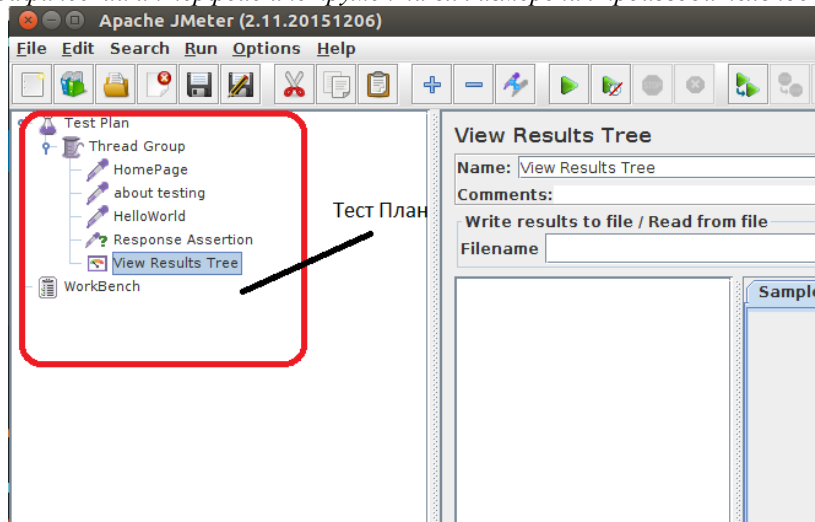 Apache JMeter (2.11.20151206)
File Edit Search Run Options Help
Test Plan
Thread Group
HomePage
about testing
HelloWorld
Response Assertion
View Results Tree
WorkBench
Тест План
View Results Tree
Name: View Results Tree
Comments:
Write results to file / Read from file
Filename
Sample